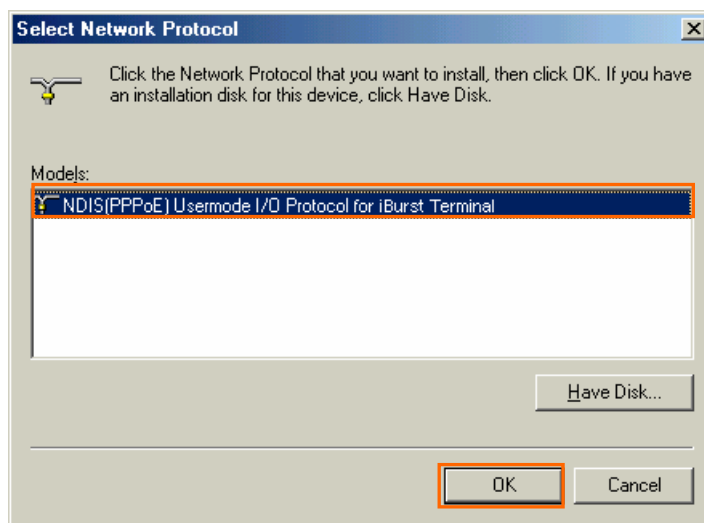 Select Network Protocol
Click the Network Protocol that you want to install, then click OK. If you have
an installation disk for this device, click Have Disk.
Models:
NDIS(PPPoE) Usermode I/O Protocol for iBurst Terminal
Have Disk...
OK
Cancel